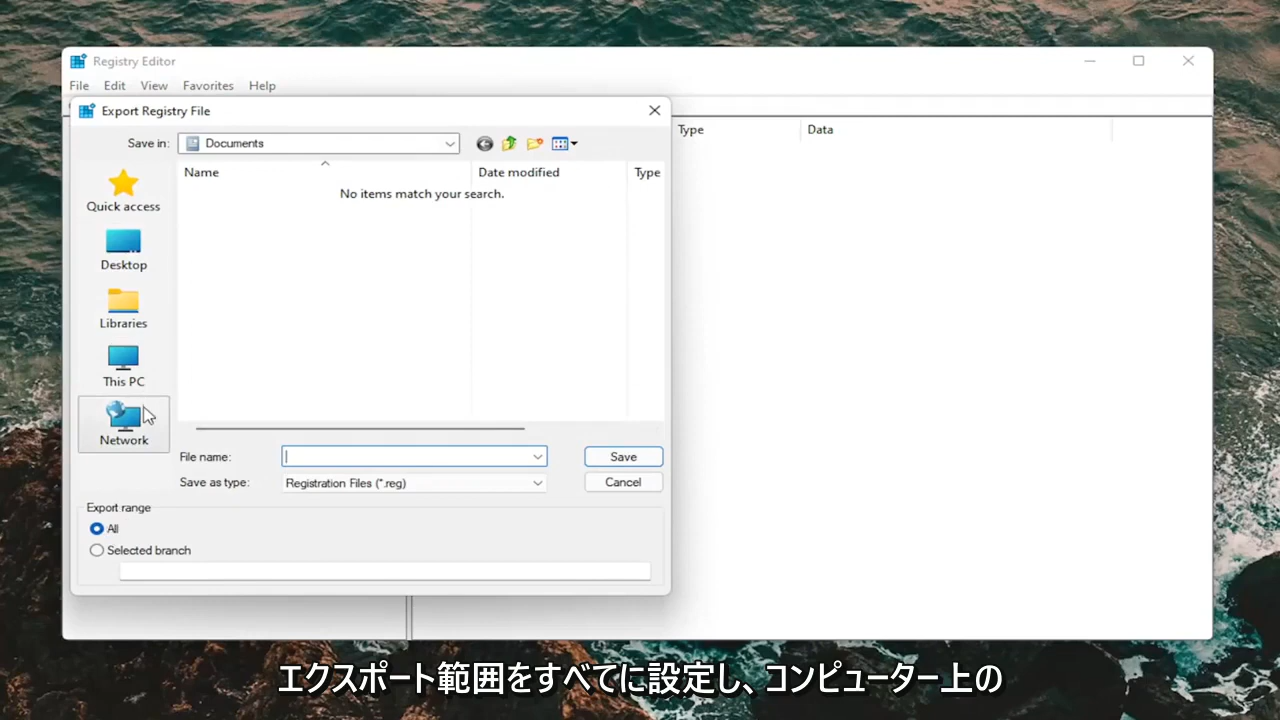 Registry Editor
File Edit View Favorites Help
Export Registry File
Save in: Documents
Type Data
Name Date modified Type
No items match your search.
Quick access
Desktop
Libraries
This PC
Network
File name: Save
Save as type: Registration Files (*.reg) Cancel
Export range
All
Selected branch
エクスポート範囲をすべてに設定し、コンピューター上の